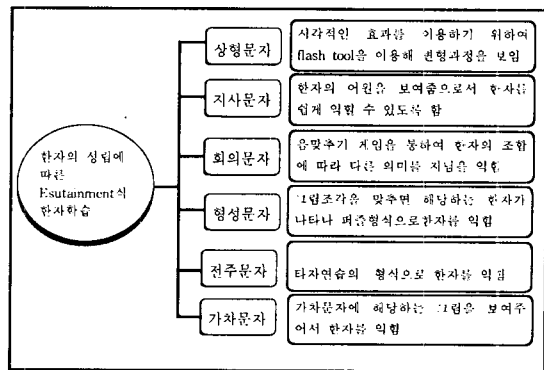 한자의 성립에
따른
Esutainment식
한자학습
상형문자
시각적인 효과를 이용하기 위하여
flash tool을 이용해 변형과정을 보임
지사문자
한자의 어원을 보여줌으로서 한자를
쉽게 익힐 수 있도록 함
회의문자
음맞추기 게임을 통하여 한자의 조합
에 따라 다른 의미를 지님을 익힘
형성문자
그림조각을 맞추면 해당하는 한자가
나타나 퍼즐형식으로한자를 익힘
전주문자
타자연습의 형식으로 한자를 익힘
가차문자
가차문자에 해당하는 그림을 보여주
어서 한자를 익힘